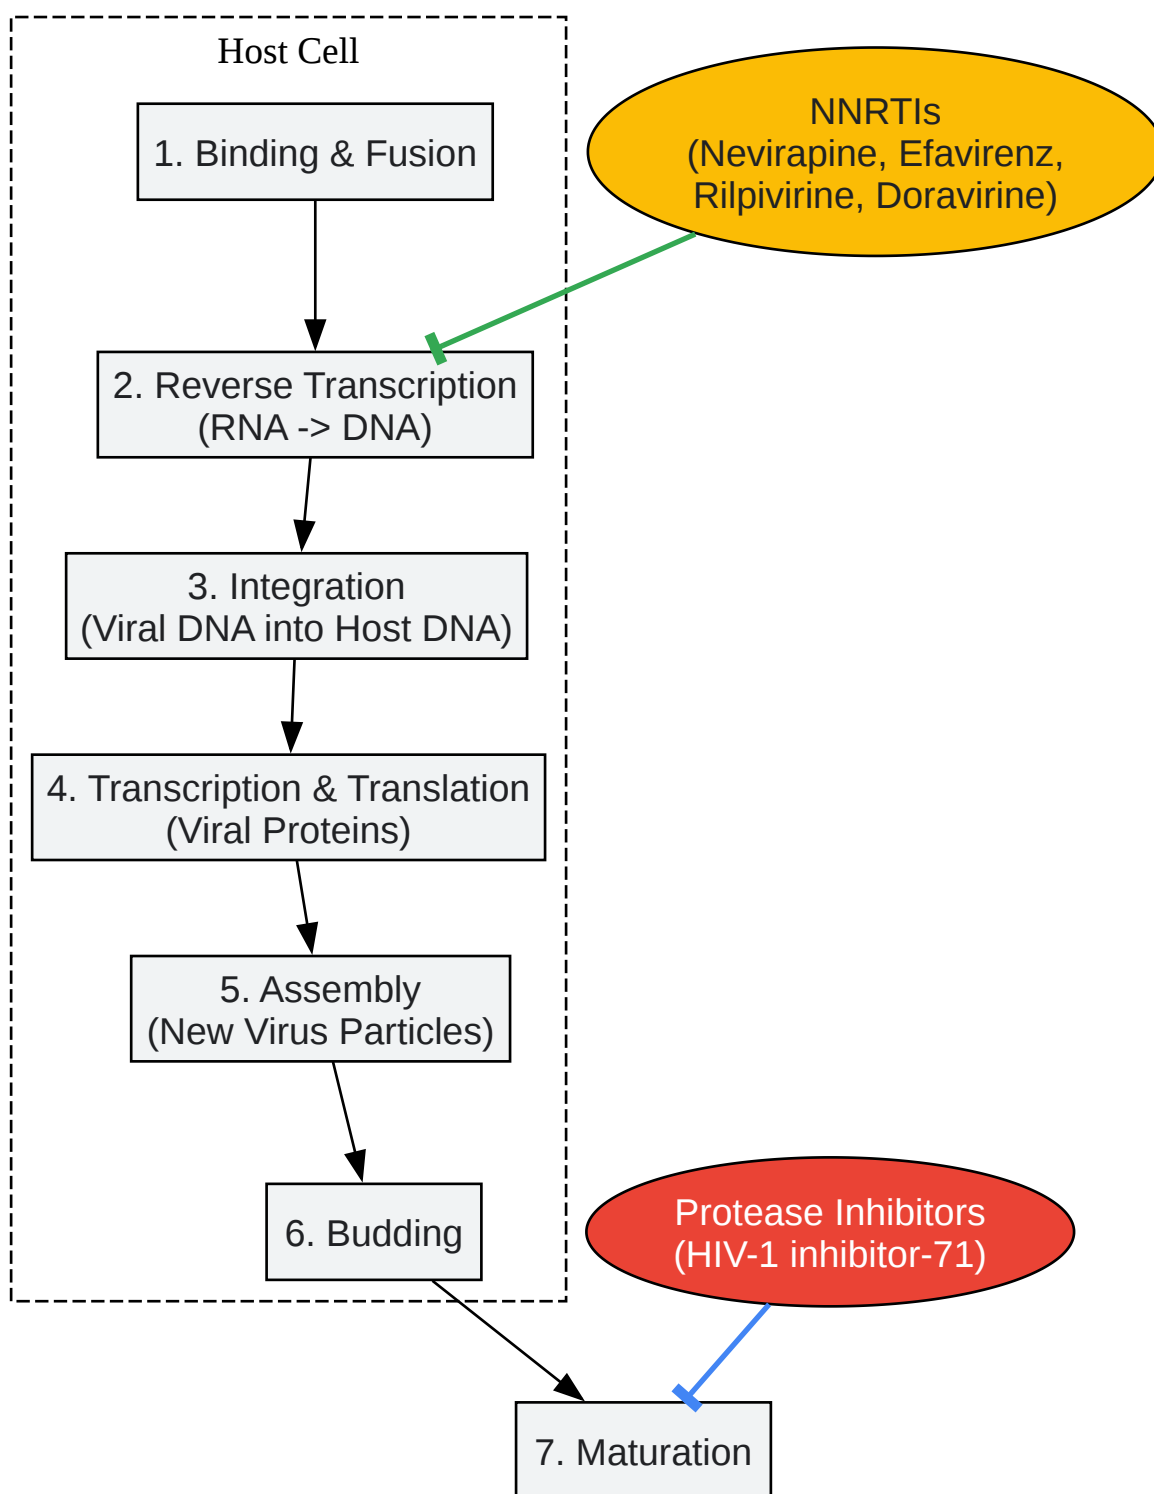 Host Cell
1. Binding & Fusion
NNRTIs
(Nevirapine, Efavirenz,
Rilpivirine, Doravirine)
2. Reverse Transcription
(RNA -> DNA)
3. Integration
(Viral DNA into Host DNA)
4. Transcription & Translation
(Viral Proteins)
5. Assembly
(New Virus Particles)
6. Budding
Protease Inhibitors
(HIV-1 inhibitor-71)
7. Maturation